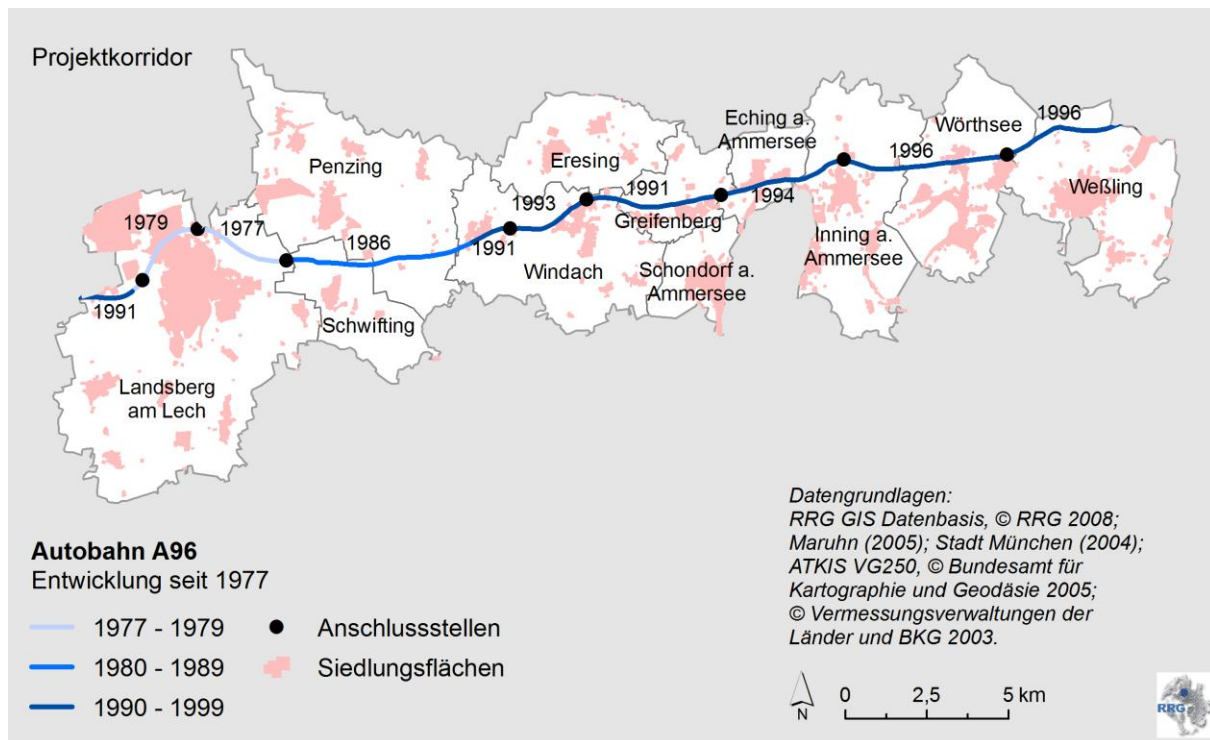 Projektkorridor
Eching a.
Ammersee
Wörthsee
1996
Penzing
Eresing
1996
Weßling
1979
1977
1986
1993
1991
1994
Greifenberg
1991
Windach
Schondorf a.
Ammersee
Inning a.
Ammersee
1991
Schwifting
Landsberg
am Lech
Datengrundlagen:
RRG GIS Datenbasis, © RRG 2008;
Maruhn (2005); Stadt München (2004);
ATKIS VG250, © Bundesamt für
Kartographie und Geodäsie 2005;
© Vermessungsverwaltungen der
Länder und BKG 2003.
Autobahn A96
Entwicklung seit 1977
1977 - 1979
Anschlussstellen
1980 - 1989
Siedlungsflächen
1990 - 1999
N
0 2,5 5 km
RRG